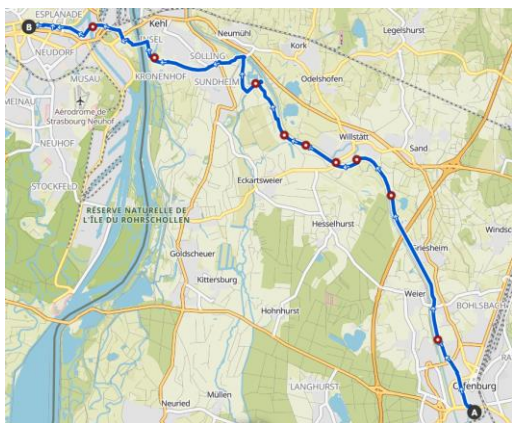 ESPLANADE
Kehl
Neumühl
Legelshurst
B
INSEL
Kork
NEUDORF
SÖLLING
MUSAU
KRONENHOF
SUNDHEIM
Odelshofen
MEINAU
Aérodrome de
Strasbourg Neuhof
Willstätt
NEUHOF
Sand
Eckartsweier
STOCKFELD
RÉSERVE NATURELLE DE
L'ÎLE DU ROHRSCHOLLEN
Hesselhurst
Windsch
Goldscheuer
Griesheim
Kittersburg
Weier
Hohnhurst
BOHLSBACH
LANGHURST
Offenburg
Müllen
Neuried
A